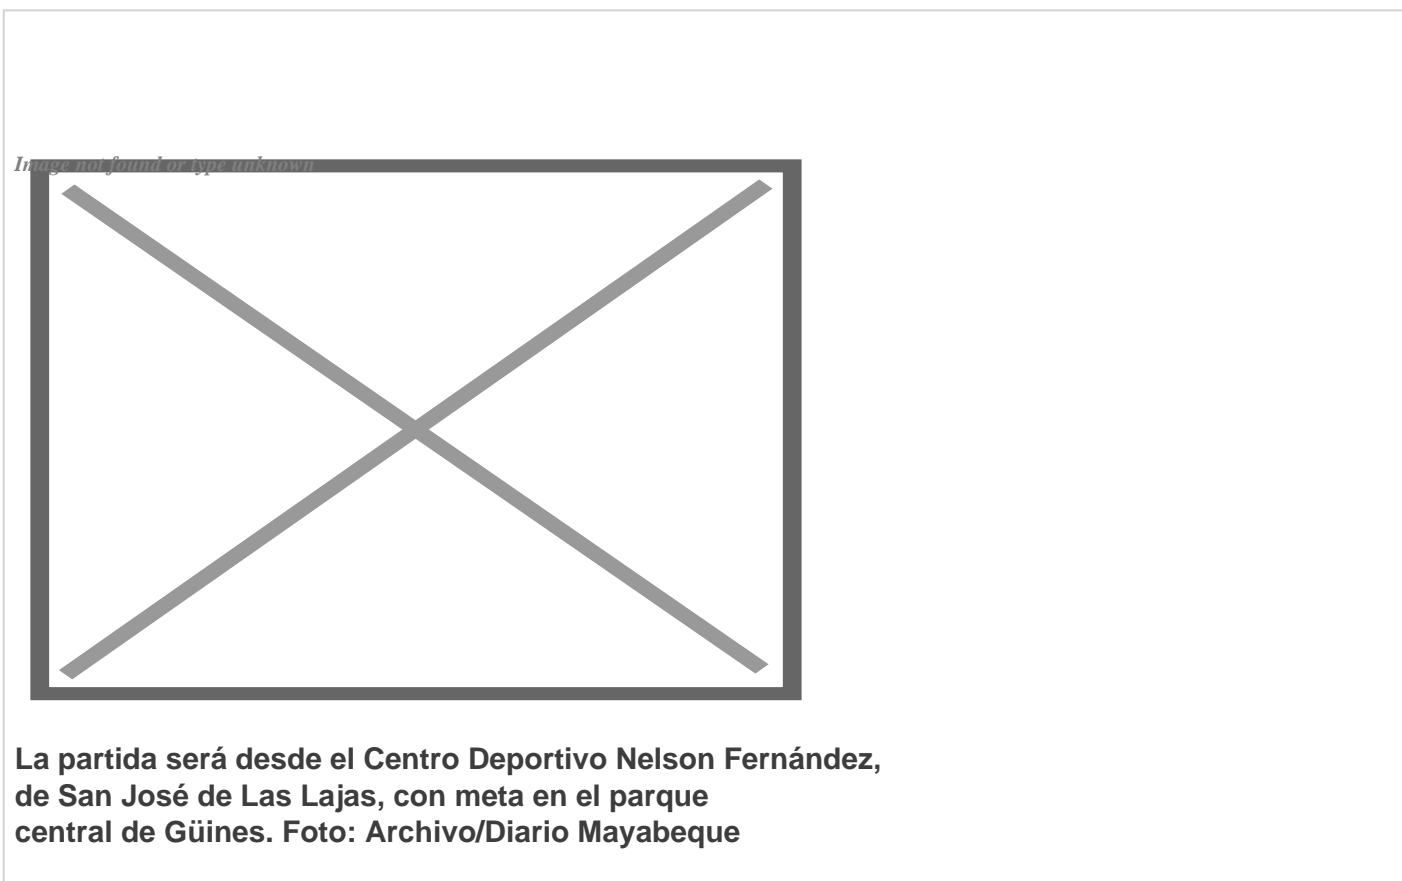 Image not found or type unknown
La partida será desde el Centro Deportivo Nelson Fernández,
de San José de Las Lajas, con meta en el parque
central de Güines. Foto: Archivo/Diario Mayabeque